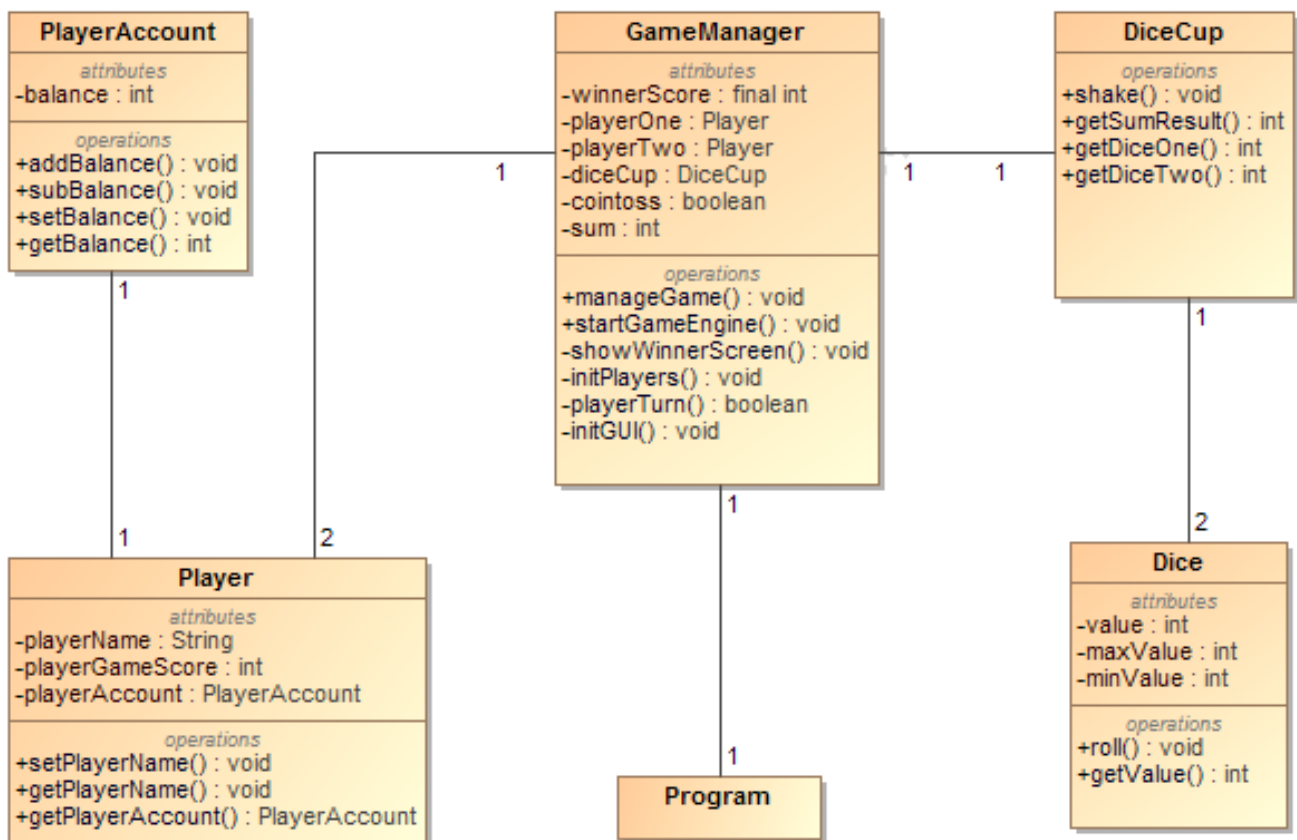 PlayerAccount
attributes
-balance : int
operations
+addBalance() : void
+subBalance() : void
+setBalance() : void
+getBalance() : int
1
1
GameManager
attributes
-winnerScore : final int
-playerOne : Player
-playerTwo : Player
-diceCup : DiceCup
-cointoss : boolean
-sum : int
operations
+manageGame() : void
+startGameEngine() : void
-showWinnerScreen() : void
-initPlayers() : void
-playerTurn() : boolean
-initGUI() : void
1
2
1
1
DiceCup
operations
+shake() : void
+getSumResult() : int
+getDiceOne() : int
+getDiceTwo() : int
1
2
Player
attributes
-playerName : String
-playerGameScore : int
-playerAccount : PlayerAccount
operations
+setPlayerName() : void
+getPlayerName() : void
+getPlayerAccount() : PlayerAccount
1
1
Program
Dice
attributes
-value : int
-maxValue : int
-minValue : int
operations
+roll() : void
+getValue() : int